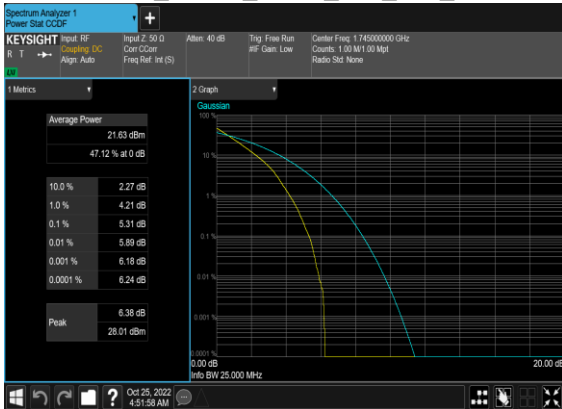 Spectrum Analyzer 1
Power Stat CCDF
KEYSIGHT
R T
Input: RF
Coupling: DC
Align: Auto
Input Z: 50 Ω
Corr CCorr
Freq Ref: Int (S)
Atten: 40 dB
Trig: Free Run
#IF Gain: Low
Center Freq: 1.745000000 GHz
Counts: 1.00 M/1.00 Mpt
Radio Std: None
1 Metrics
Average Power
21.63 dBm
47.12 % at 0 dB
10.0 % 2.27 dB
1.0 % 4.21 dB
0.1 % 5.31 dB
0.01 % 5.89 dB
0.001 % 6.18 dB
0.0001 % 6.24 dB
Peak
6.38 dB
28.01 dBm
2 Graph
Gaussian
100 %
10 %
1 %
0.1 %
0.01 %
0.001 %
0.0001 %
0.00 dB
20.00 dB
Info BW 25.000 MHz
Oct 25, 2022
4:51:58 AM